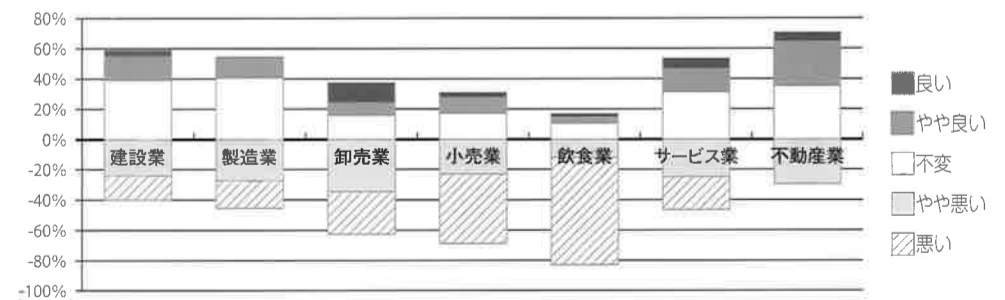 80%
60%
40%
20%
0%
-20%
-40%
-60%
-80%
-100%
建設業 製造業 卸売業 小売業 飲食業 サービス業 不動産業
良い
やや良い
不変
やや悪い
悪い